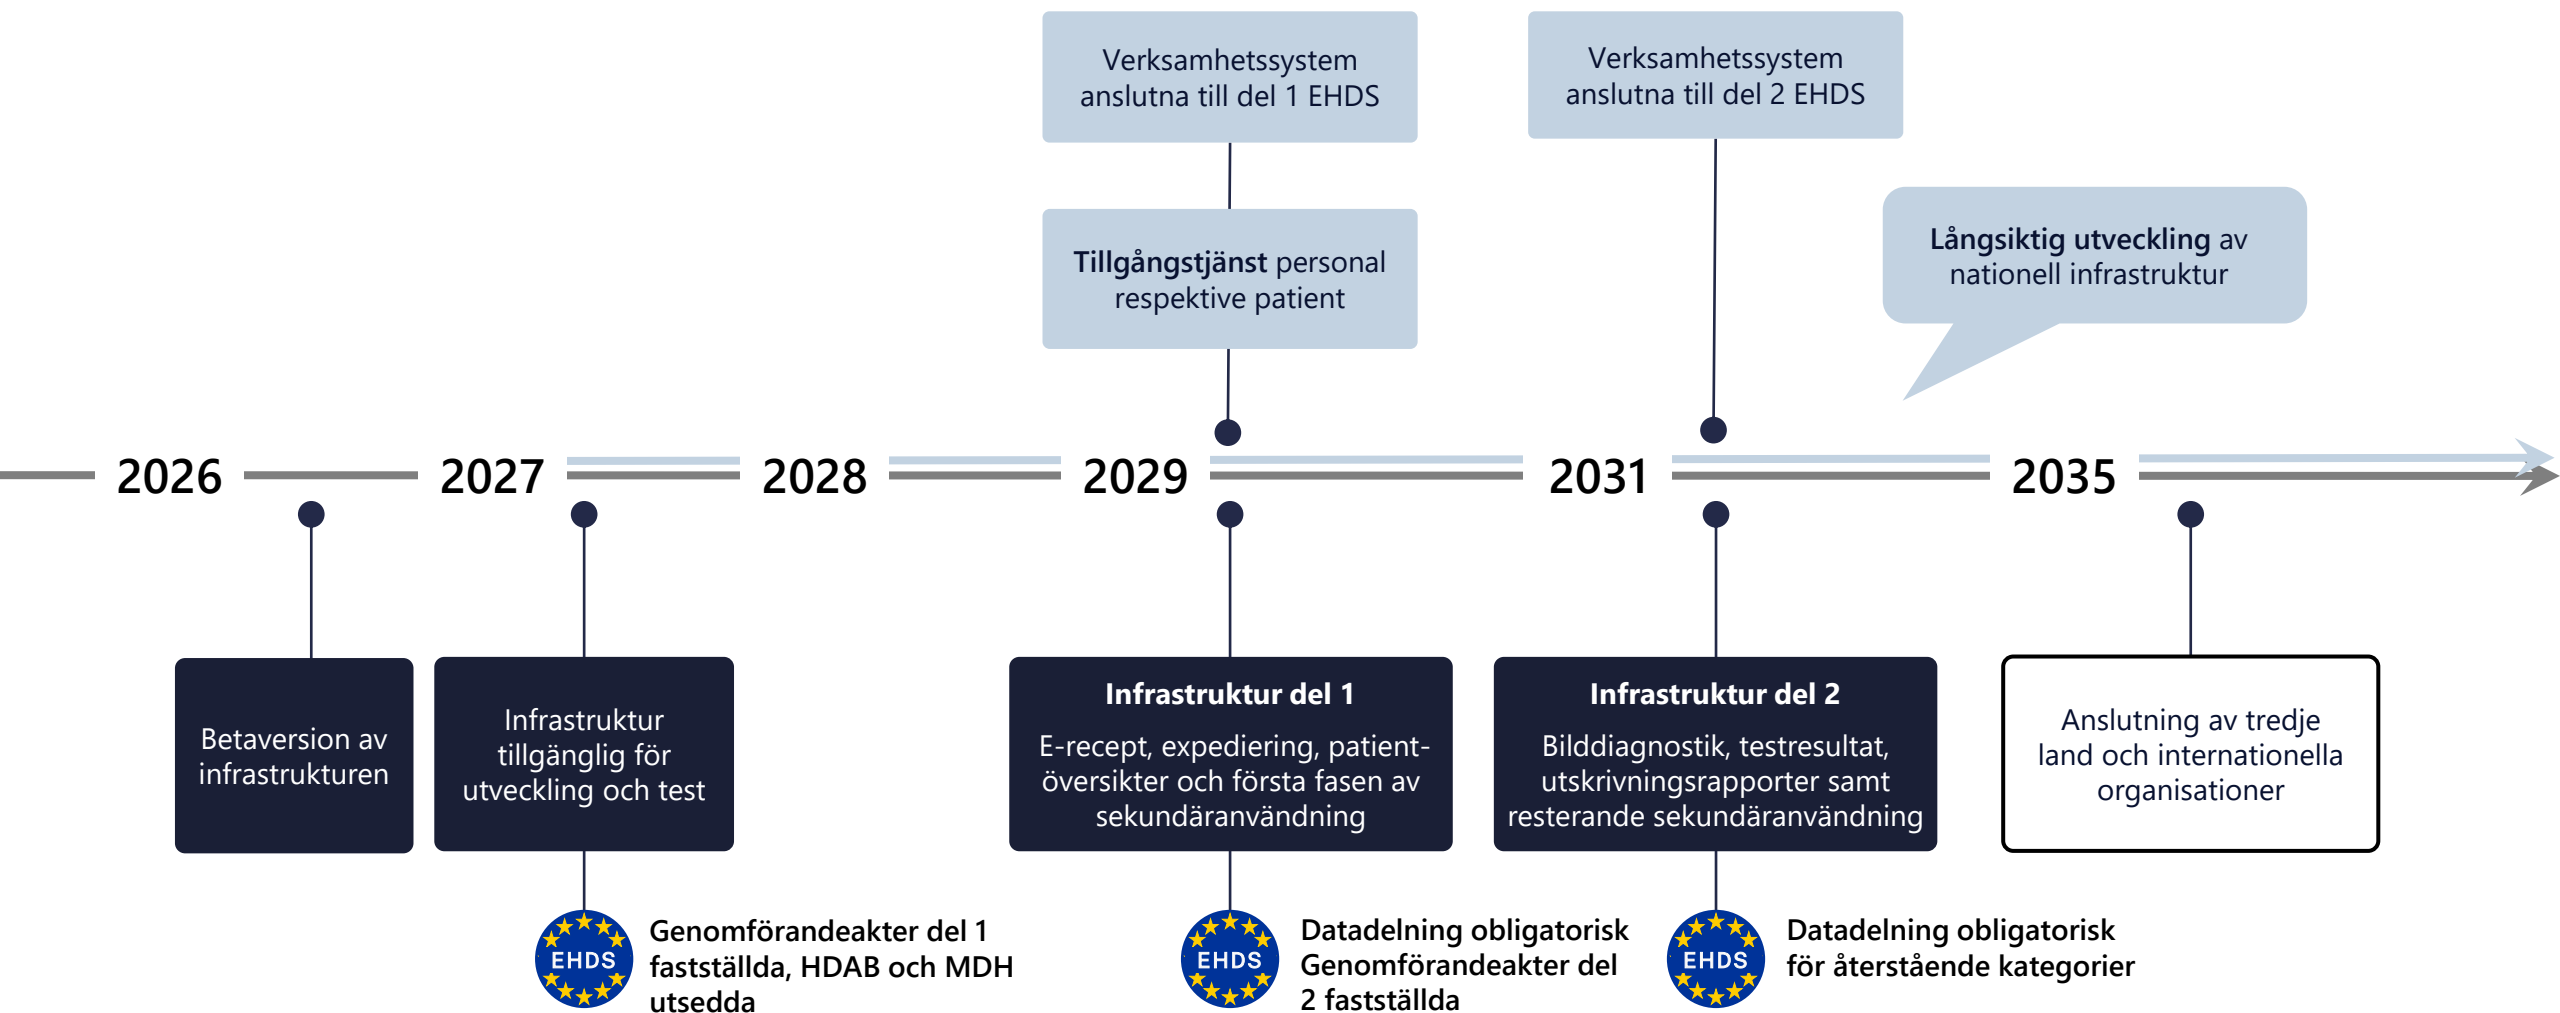 Verksamhetssystem
anslutna till del 1 EHDS
Verksamhetssystem
anslutna till del 2 EHDS
Tillgångstjänst personal
respektive patient
Långsiktig utveckling av
nationell infrastruktur
2026
2027
2028
2029
2031
2035
Betaversion av
infrastrukturen
Infrastruktur
tillgänglig för
utveckling och test
Infrastruktur del 1
E-recept, expediering, patient-
översikter och första fasen av
sekundäranvändning
Infrastruktur del 2
Bilddiagnostik, testresultat,
utskrivningsrapporter samt
resterande sekundäranvändning
Anslutning av tredje
land och internationella
organisationer
EHDS
Genomförandeakter del 1
fastställda, HDAB och MDH
utsedda
EHDS
Datadelning obligatorisk
Genomförandeakter del
2 fastställda
EHDS
Datadelning obligatorisk
för återstående kategorier